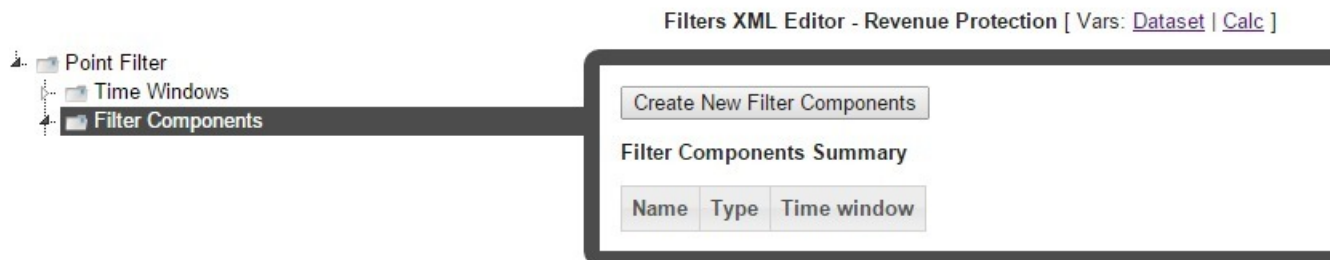 Filters XML Editor - Revenue Protection [ Vars: Dataset | Calc ]
Point Filter
Time Windows
Filter Components
Create New Filter Components
Filter Components Summary
Name Type Time window